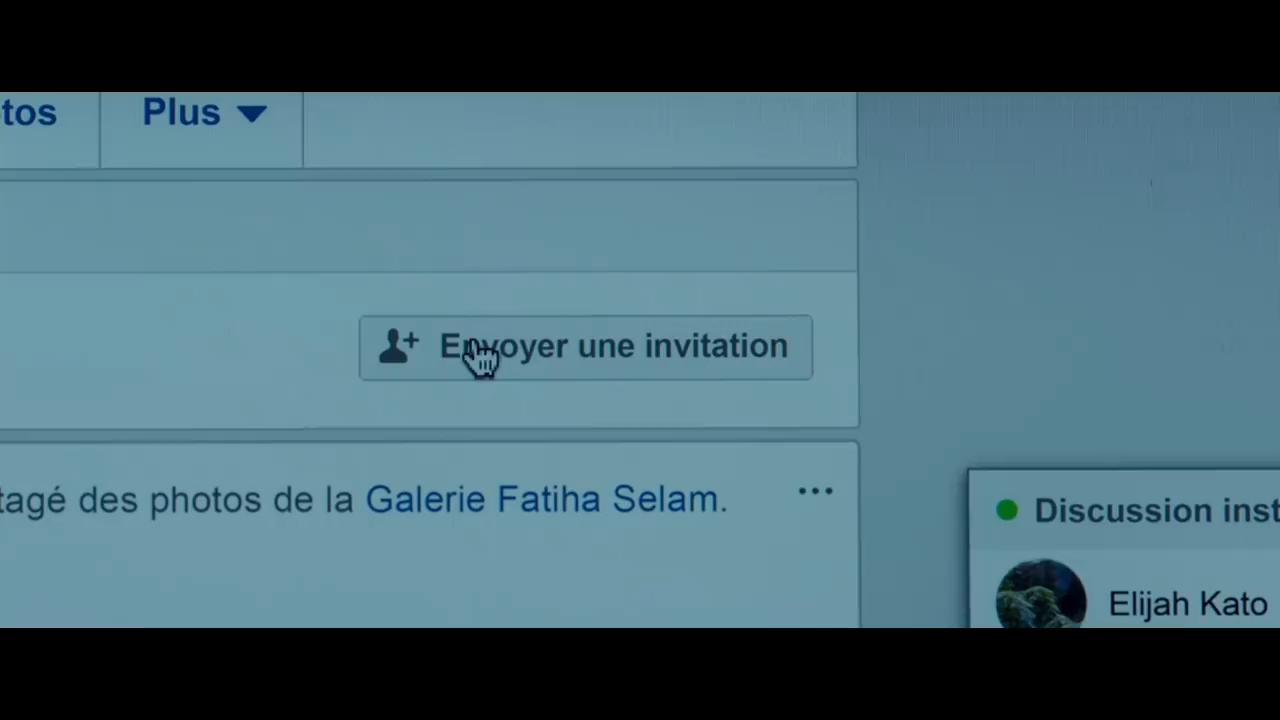 tos
Plus
Envoyer une invitation
tagé des photos de la Galerie Fatiha Selam.
Discussion inst
Elijah Kato